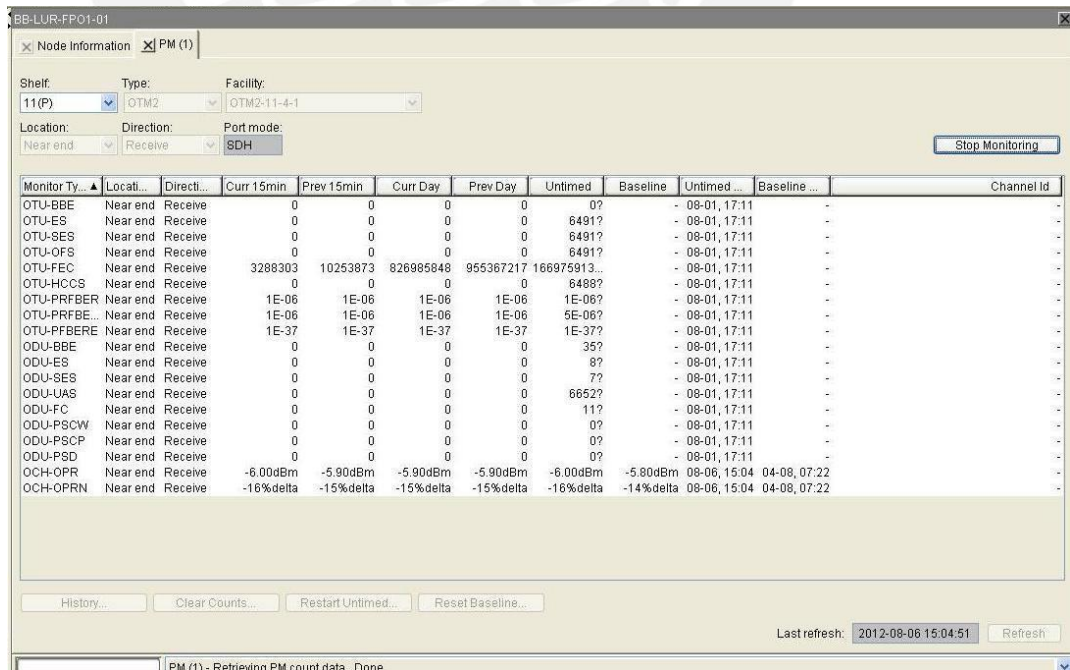 BB-LUR-FPO1-01
Node Information PM (1)
Shelf: Type: Facility:
11(P) OTM2 OTM2-11-4-1
Location: Direction: Port mode:
Near end Receive SDH Stop Monitoring
Monitor Ty... Locati... Directi... Curr 15min Prev 15min Curr Day Prev Day Untimed Baseline Untimed ... Baseline ... Channel Id
OTU-BBE Near end Receive 0 0 0 0 0? - 08-01, 17:11 - -
OTU-ES Near end Receive 0 0 0 0 6491? - 08-01, 17:11 - -
OTU-SES Near end Receive 0 0 0 0 6491? - 08-01, 17:11 - -
OTU-OFS Near end Receive 0 0 0 0 6491? - 08-01, 17:11 - -
OTU-FEC Near end Receive 3288303 10253873 826985848 955367217 166975913... - 08-01, 17:11 - -
OTU-HCCS Near end Receive 0 0 0 0 6488? - 08-01, 17:11 - -
OTU-PRFBER Near end Receive 1E-06 1E-06 1E-06 1E-06 1E-06? - 08-01, 17:11 - -
OTU-PRFBE... Near end Receive 1E-06 1E-06 1E-06 1E-06 5E-06? - 08-01, 17:11 - -
OTU-PFBERE Near end Receive 1E-37 1E-37 1E-37 1E-37 1E-37? - 08-01, 17:11 - -
ODU-BBE Near end Receive 0 0 0 0 35? - 08-01, 17:11 - -
ODU-ES Near end Receive 0 0 0 0 8? - 08-01, 17:11 - -
ODU-SES Near end Receive 0 0 0 0 7? - 08-01, 17:11 - -
ODU-UAS Near end Receive 0 0 0 0 6652? - 08-01, 17:11 - -
ODU-FC Near end Receive 0 0 0 0 11? - 08-01, 17:11 - -
ODU-PSCW Near end Receive 0 0 0 0 0? - 08-01, 17:11 - -
ODU-PSCP Near end Receive 0 0 0 0 0? - 08-01, 17:11 - -
ODU-PSD Near end Receive 0 0 0 0 0? - 08-01, 17:11 - -
OCH-OPR Near end Receive -6.00dBm -5.90dBm -5.90dBm -5.90dBm -6.00dBm -5.80dBm 08-06, 15:04 04-08, 07:22 -
OCH-OPRN Near end Receive -16%delta -15%delta -15%delta -15%delta -16%delta -14%delta 08-06, 15:04 04-08, 07:22 -
History... Clear Counts... Restart Untimed... Reset Baseline...
Last refresh: 2012-08-06 15:04:51 Refresh
PM (1) - Retrieving PM count data...Done.